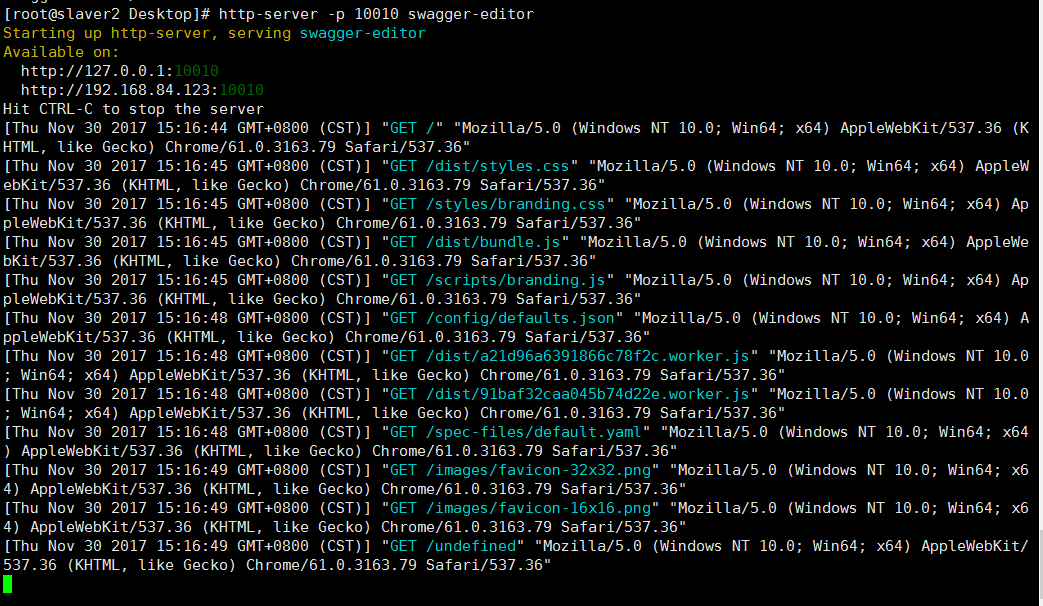 [root@slaver2 Desktop]# http-server -p 10010 swagger-editor
Starting up http-server, serving swagger-editor
Available on:
  http://127.0.0.1:10010
  http://192.168.84.123:10010
Hit CTRL-C to stop the server
[Thu Nov 30 2017 15:16:44 GMT+0800 (CST)] "GET /" "Mozilla/5.0 (Windows NT 10.0; Win64; x64) AppleWebKit/537.36 (K
HTML, like Gecko) Chrome/61.0.3163.79 Safari/537.36"
[Thu Nov 30 2017 15:16:45 GMT+0800 (CST)] "GET /dist/styles.css" "Mozilla/5.0 (Windows NT 10.0; Win64; x64) AppleW
ebKit/537.36 (KHTML, like Gecko) Chrome/61.0.3163.79 Safari/537.36"
[Thu Nov 30 2017 15:16:45 GMT+0800 (CST)] "GET /styles/branding.css" "Mozilla/5.0 (Windows NT 10.0; Win64; x64) Ap
pleWebKit/537.36 (KHTML, like Gecko) Chrome/61.0.3163.79 Safari/537.36"
[Thu Nov 30 2017 15:16:45 GMT+0800 (CST)] "GET /dist/bundle.js" "Mozilla/5.0 (Windows NT 10.0; Win64; x64) AppleWe
bKit/537.36 (KHTML, like Gecko) Chrome/61.0.3163.79 Safari/537.36"
[Thu Nov 30 2017 15:16:45 GMT+0800 (CST)] "GET /scripts/branding.js" "Mozilla/5.0 (Windows NT 10.0; Win64; x64) Ap
pleWebKit/537.36 (KHTML, like Gecko) Chrome/61.0.3163.79 Safari/537.36"
[Thu Nov 30 2017 15:16:48 GMT+0800 (CST)] "GET /config/defaults.json" "Mozilla/5.0 (Windows NT 10.0; Win64; x64) A
ppleWebKit/537.36 (KHTML, like Gecko) Chrome/61.0.3163.79 Safari/537.36"
[Thu Nov 30 2017 15:16:48 GMT+0800 (CST)] "GET /dist/a21d96a6391866c78f2c.worker.js" "Mozilla/5.0 (Windows NT 10.0
; Win64; x64) AppleWebKit/537.36 (KHTML, like Gecko) Chrome/61.0.3163.79 Safari/537.36"
[Thu Nov 30 2017 15:16:48 GMT+0800 (CST)] "GET /dist/91baf32caa045b74d22e.worker.js" "Mozilla/5.0 (Windows NT 10.0
; Win64; x64) AppleWebKit/537.36 (KHTML, like Gecko) Chrome/61.0.3163.79 Safari/537.36"
[Thu Nov 30 2017 15:16:48 GMT+0800 (CST)] "GET /spec-files/default.yaml" "Mozilla/5.0 (Windows NT 10.0; Win64; x64
) AppleWebKit/537.36 (KHTML, like Gecko) Chrome/61.0.3163.79 Safari/537.36"
[Thu Nov 30 2017 15:16:49 GMT+0800 (CST)] "GET /images/favicon-32x32.png" "Mozilla/5.0 (Windows NT 10.0; Win64; x6
4) AppleWebKit/537.36 (KHTML, like Gecko) Chrome/61.0.3163.79 Safari/537.36"
[Thu Nov 30 2017 15:16:49 GMT+0800 (CST)] "GET /images/favicon-16x16.png" "Mozilla/5.0 (Windows NT 10.0; Win64; x6
4) AppleWebKit/537.36 (KHTML, like Gecko) Chrome/61.0.3163.79 Safari/537.36"
[Thu Nov 30 2017 15:16:49 GMT+0800 (CST)] "GET /undefined" "Mozilla/5.0 (Windows NT 10.0; Win64; x64) AppleWebKit/
537.36 (KHTML, like Gecko) Chrome/61.0.3163.79 Safari/537.36"